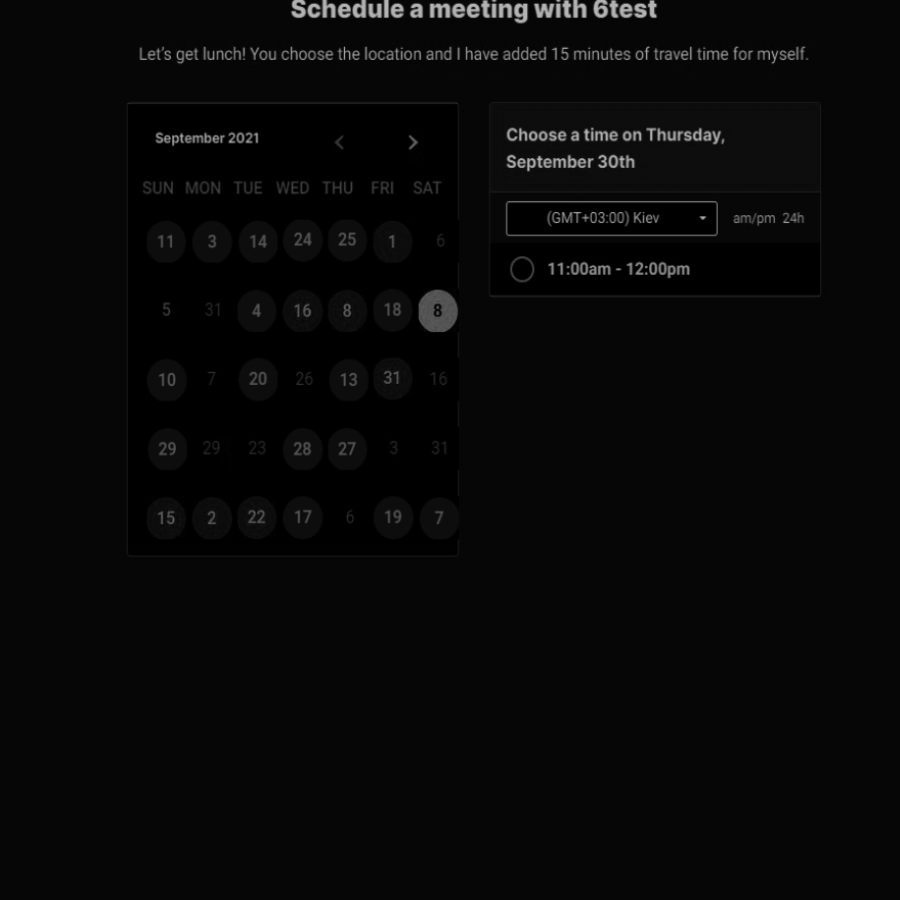 Schedule a meeting with 6test
Let's get lunch! You choose the location and I have added 15 minutes of travel time for myself.
September 2021
SUN MON TUE WED THU FRI SAT
11 3 14 24 25 1 6
5 31 4 16 8 18 8
10 7 20 26 13 31 16
29 29 23 28 27 3 31
15 2 22 17 6 19 7
Choose a time on Thursday,
September 30th
(GMT+03:00) Kiev am/pm 24h
11:00am - 12:00pm